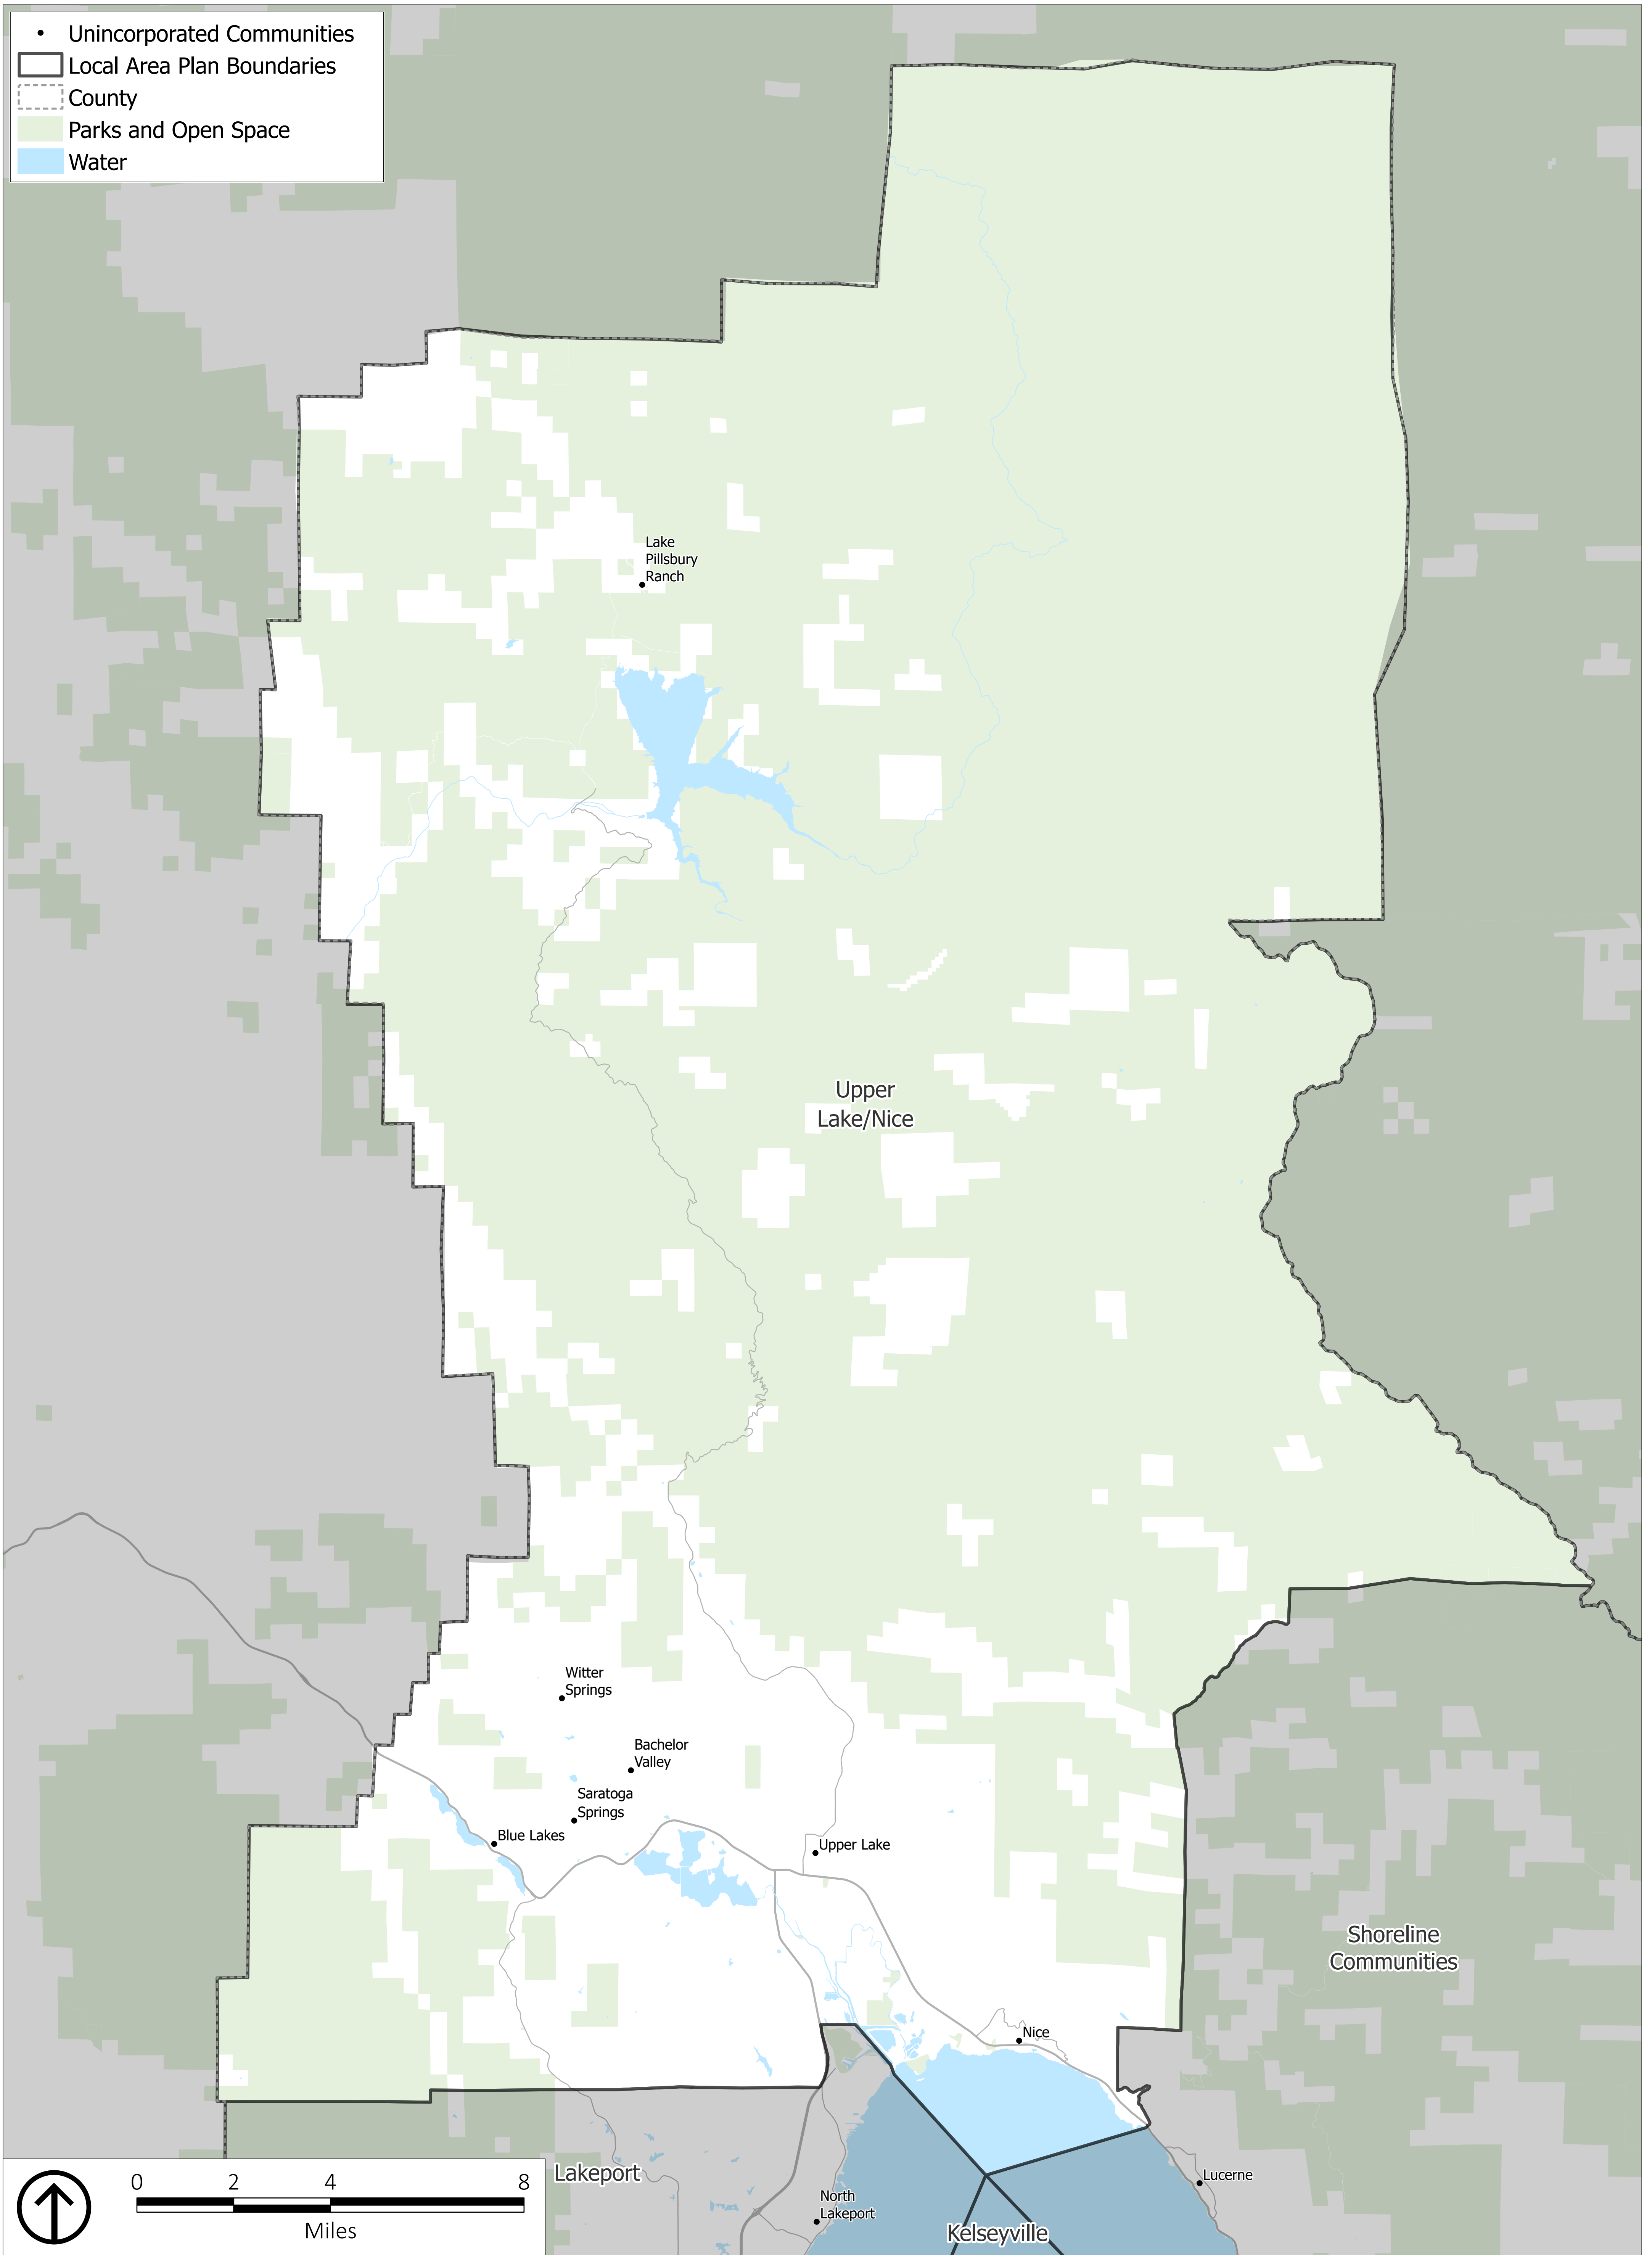 Unincorporated Communities
Local Area Plan Boundaries
County
Parks and Open Space
Water
Lake
Pillsbury
Ranch
Upper
Lake/Nice
Witter
Springs
Bachelor
Valley
Saratoga
Springs
Blue Lakes
Upper Lake
Shoreline
Communities
Nice
Lakeport
Lucerne
North
Lakeport
Kelseyville
0 2 4 8
Miles